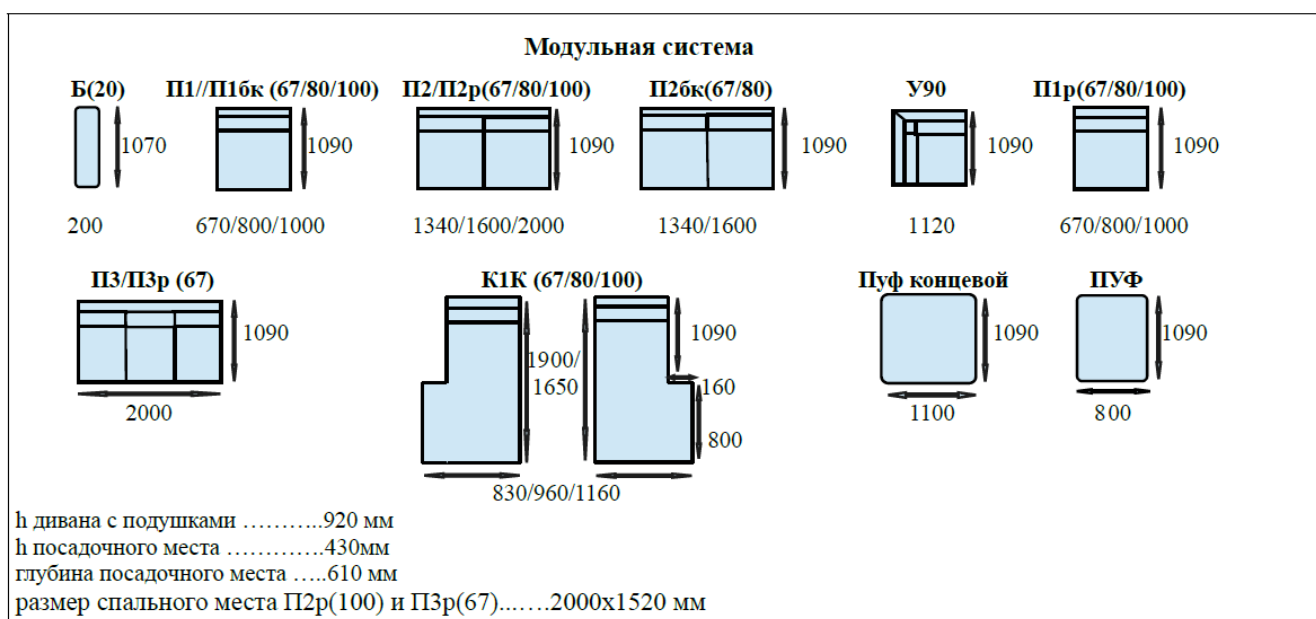 Модульная система
Б(20) П1//П1бк (67/80/100) П2/П2р(67/80/100) П2бк(67/80) У90 П1р(67/80/100)
1070 1090 1090 1090 1090 1090
200 670/800/1000 1340/1600/2000 1340/1600 1120 670/800/1000
П3/П3р (67) К1К (67/80/100) Пуф концевой ПУФ
1090 1900/ 1090 1090 1090
1650 160
2000 800 1100 800
830/960/1160
h дивана с подушками ………..920 мм
h посадочного места ………….430мм
глубина посадочного места …..610 мм
размер спального места П2р(100) и П3р(67)...….2000х1520 мм